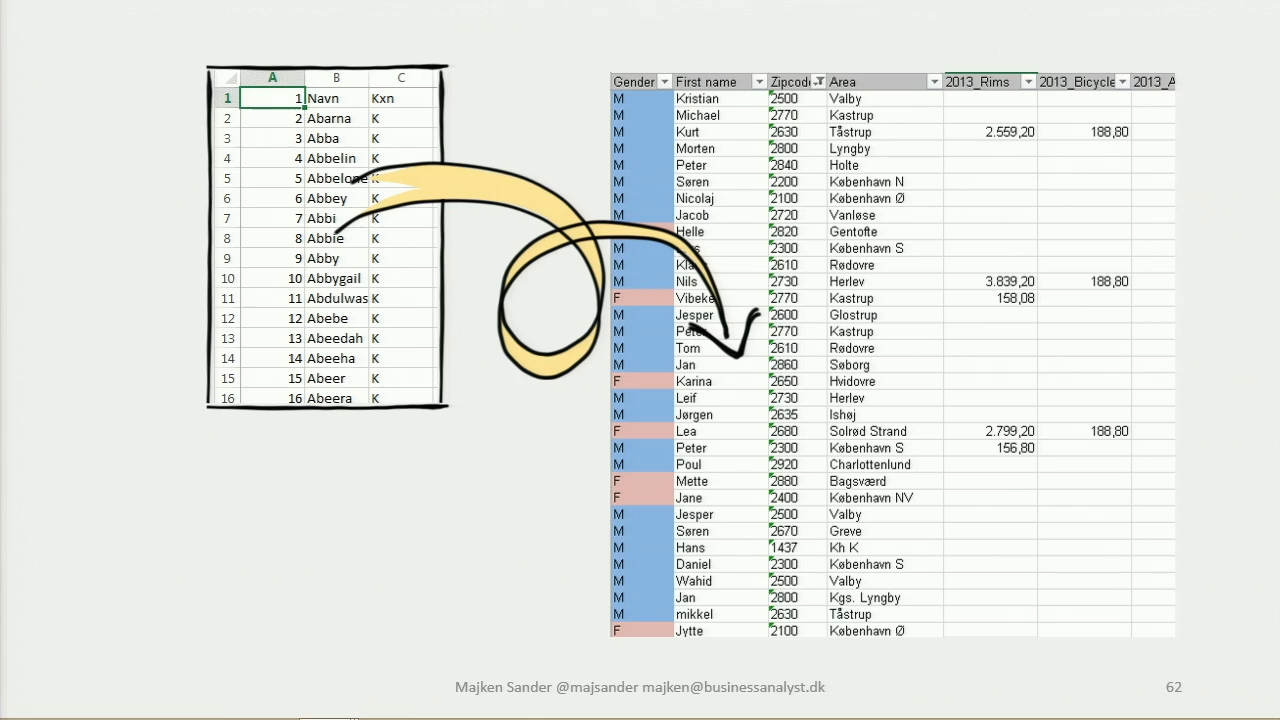 A B C
1 1 Navn Kxn
2 2 Abarna K
3 3 Abba K
4 4 Abbelin K
5 5 Abbelone K
6 6 Abbey K
7 7 Abbi K
8 8 Abbie K
9 9 Abby K
10 10 Abbygail K
11 11 Abdulwas K
12 12 Abebe K
13 13 Abeedah K
14 14 Abeeha K
15 15 Abeer K
16 16 Abeera K
Gender First name Zipcod Area 2013_Rims 2013_Bicycle 2013_A
M Kristian 2500 Valby
M Michael 2770 Kastrup
M Kurt 2630 Tåstrup 2.559,20 188,80
M Morten 2800 Lyngby
M Peter 2840 Holte
M Søren 2200 København N
M Nicolaj 2100 København Ø
M Jacob 2720 Vanløse
Helle 2820 Gentofte
M 2300 København S
M 2610 Rødovre
M Nils 2730 Herlev 3.839,20 188,80
F Vibeke 2770 Kastrup 158,08
M Jesper 2600 Glostrup
M Peter 2770 Kastrup
M Tom 2610 Rødovre
M Jan 2860 Søborg
F Karina 2650 Hvidovre
M Leif 2730 Herlev
M Jørgen 2635 Ishøj
F Lea 2680 Solrød Strand 2.799,20 188,80
M Peter 2300 København S 156,80
M Poul 2920 Charlottenlund
F Mette 2880 Bagsværd
F Jane 2400 København NV
M Jesper 2500 Valby
M Søren 2670 Greve
M Hans 1437 Kh K
M Daniel 2300 København S
M Wahid 2500 Valby
M Jan 2800 Kgs. Lyngby
M mikkel 2630 Tåstrup
F Jytte 2100 København Ø
Majken Sander @majsander majken@businessanalyst.dk 62